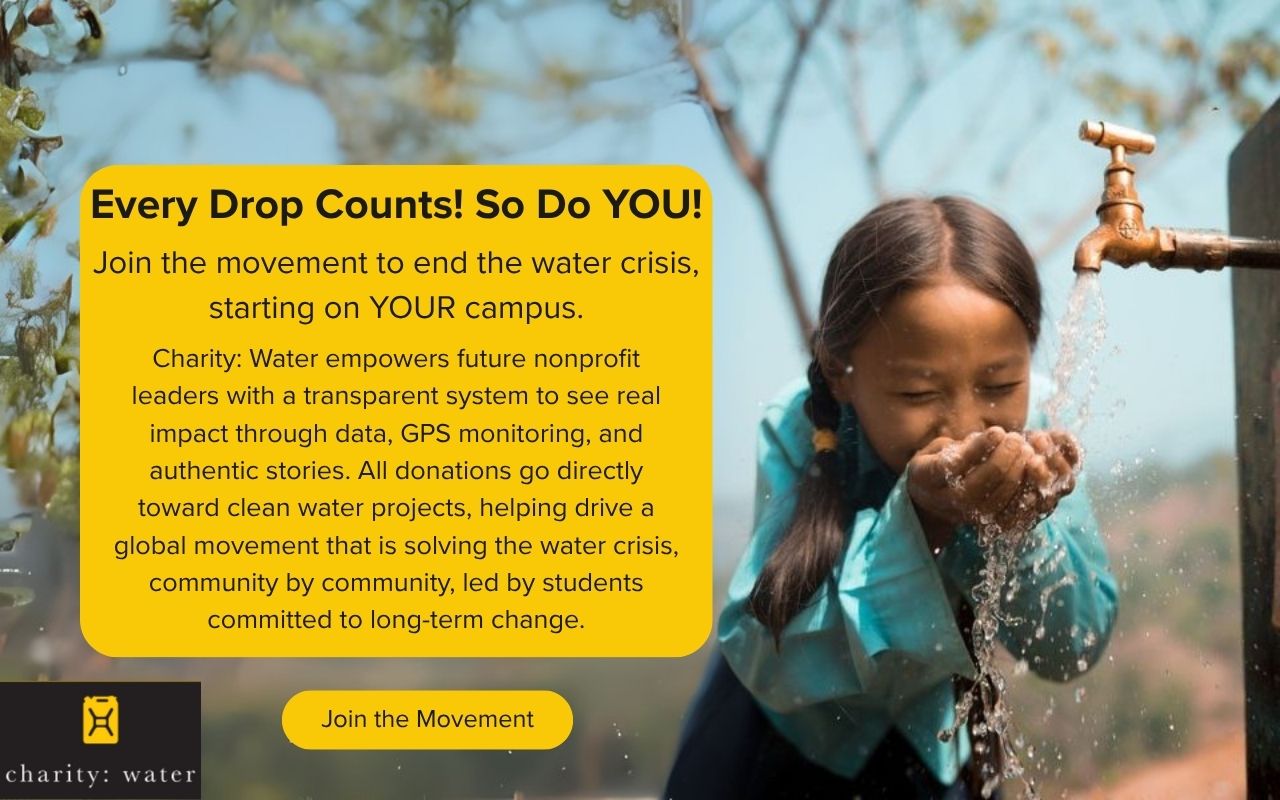 Every Drop Counts! So Do YOU!
Join the movement to end the water crisis,
starting on YOUR campus.
Charity: Water empowers future nonprofit
leaders with a transparent system to see real
impact through data, GPS monitoring, and
authentic stories. All donations go directly
toward clean water projects, helping drive a
global movement that is solving the water crisis,
community by community, led by students
committed to long-term change.
Join the Movement
charity: water